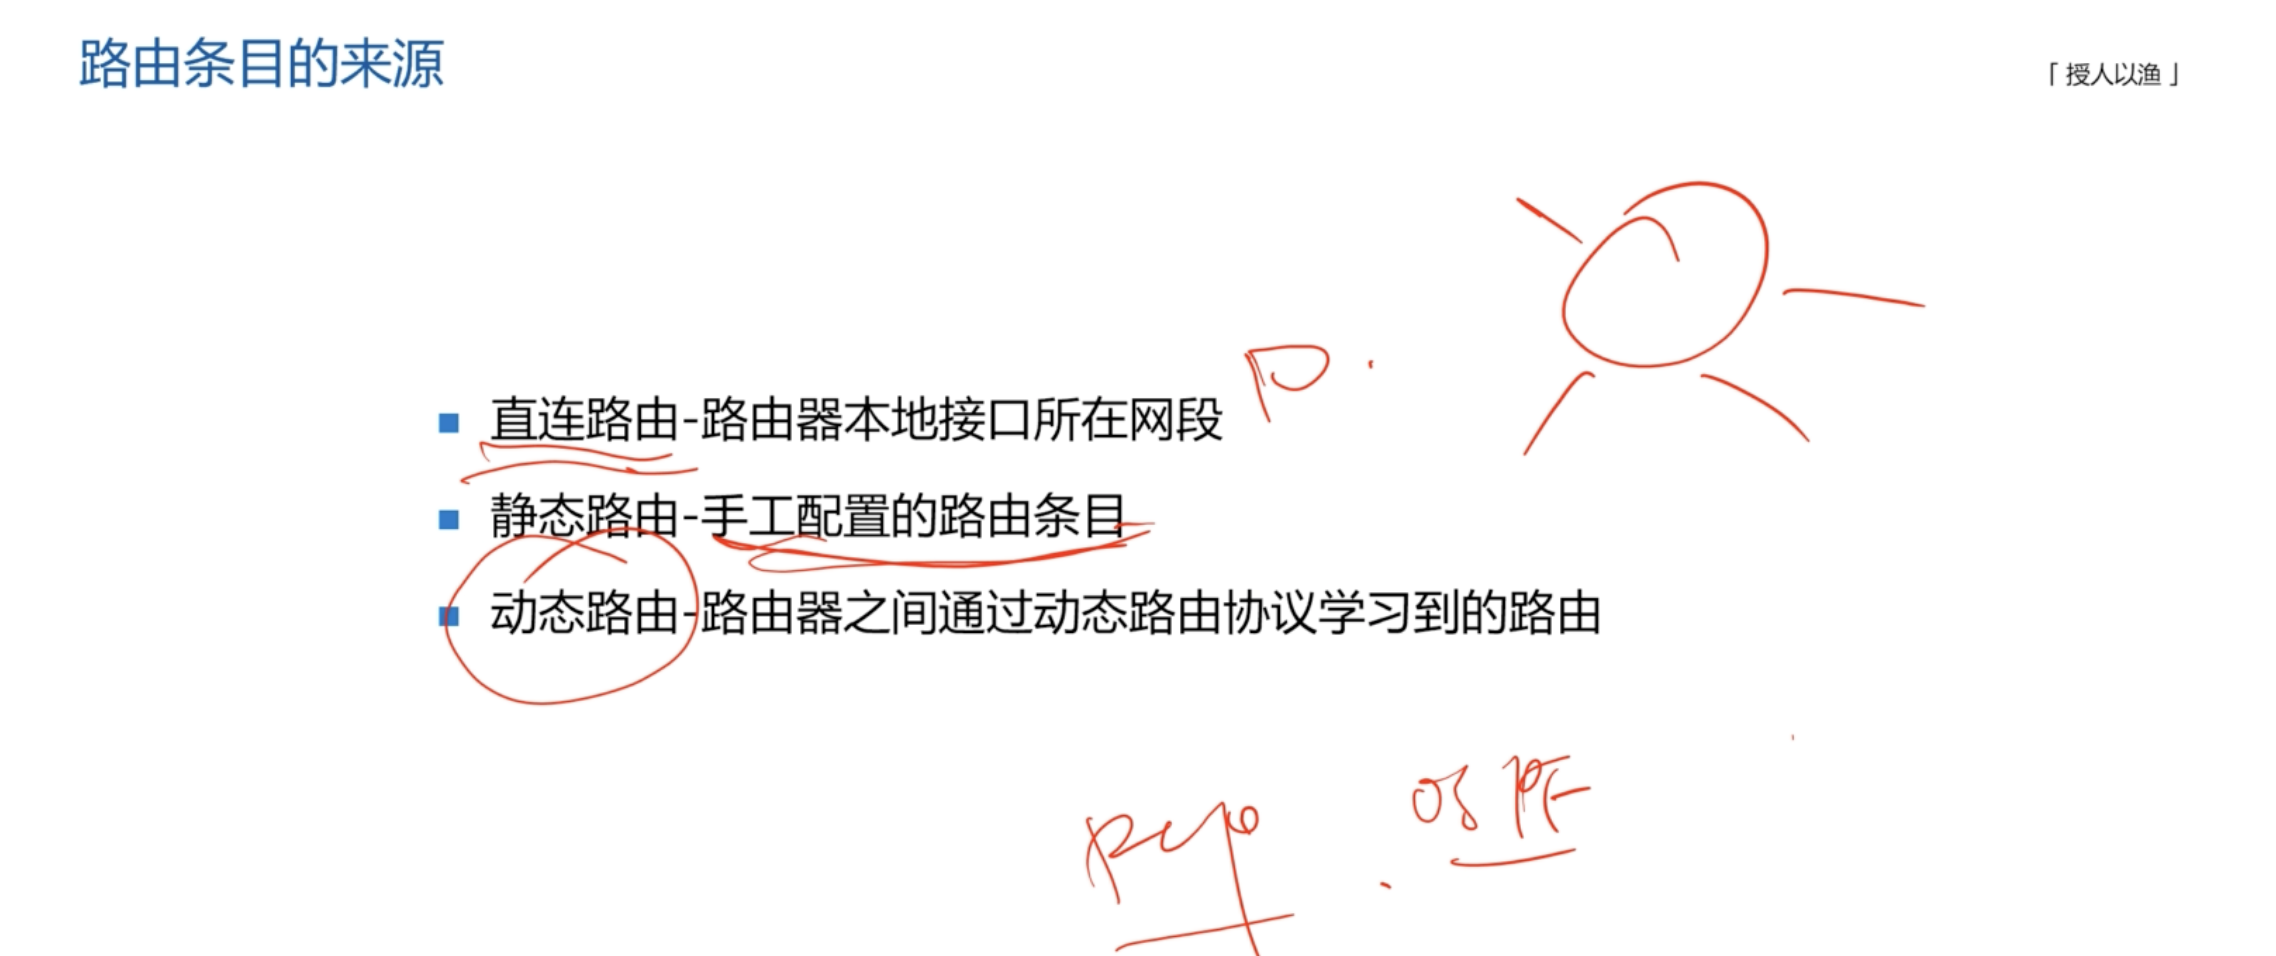 路由条目的来源
「 授人以渔 」
直连路由-路由器本地接口所在网段
静态路由-手工配置的路由条目
动态路由-路由器之间通过动态路由协议学习到的路由
OSPF